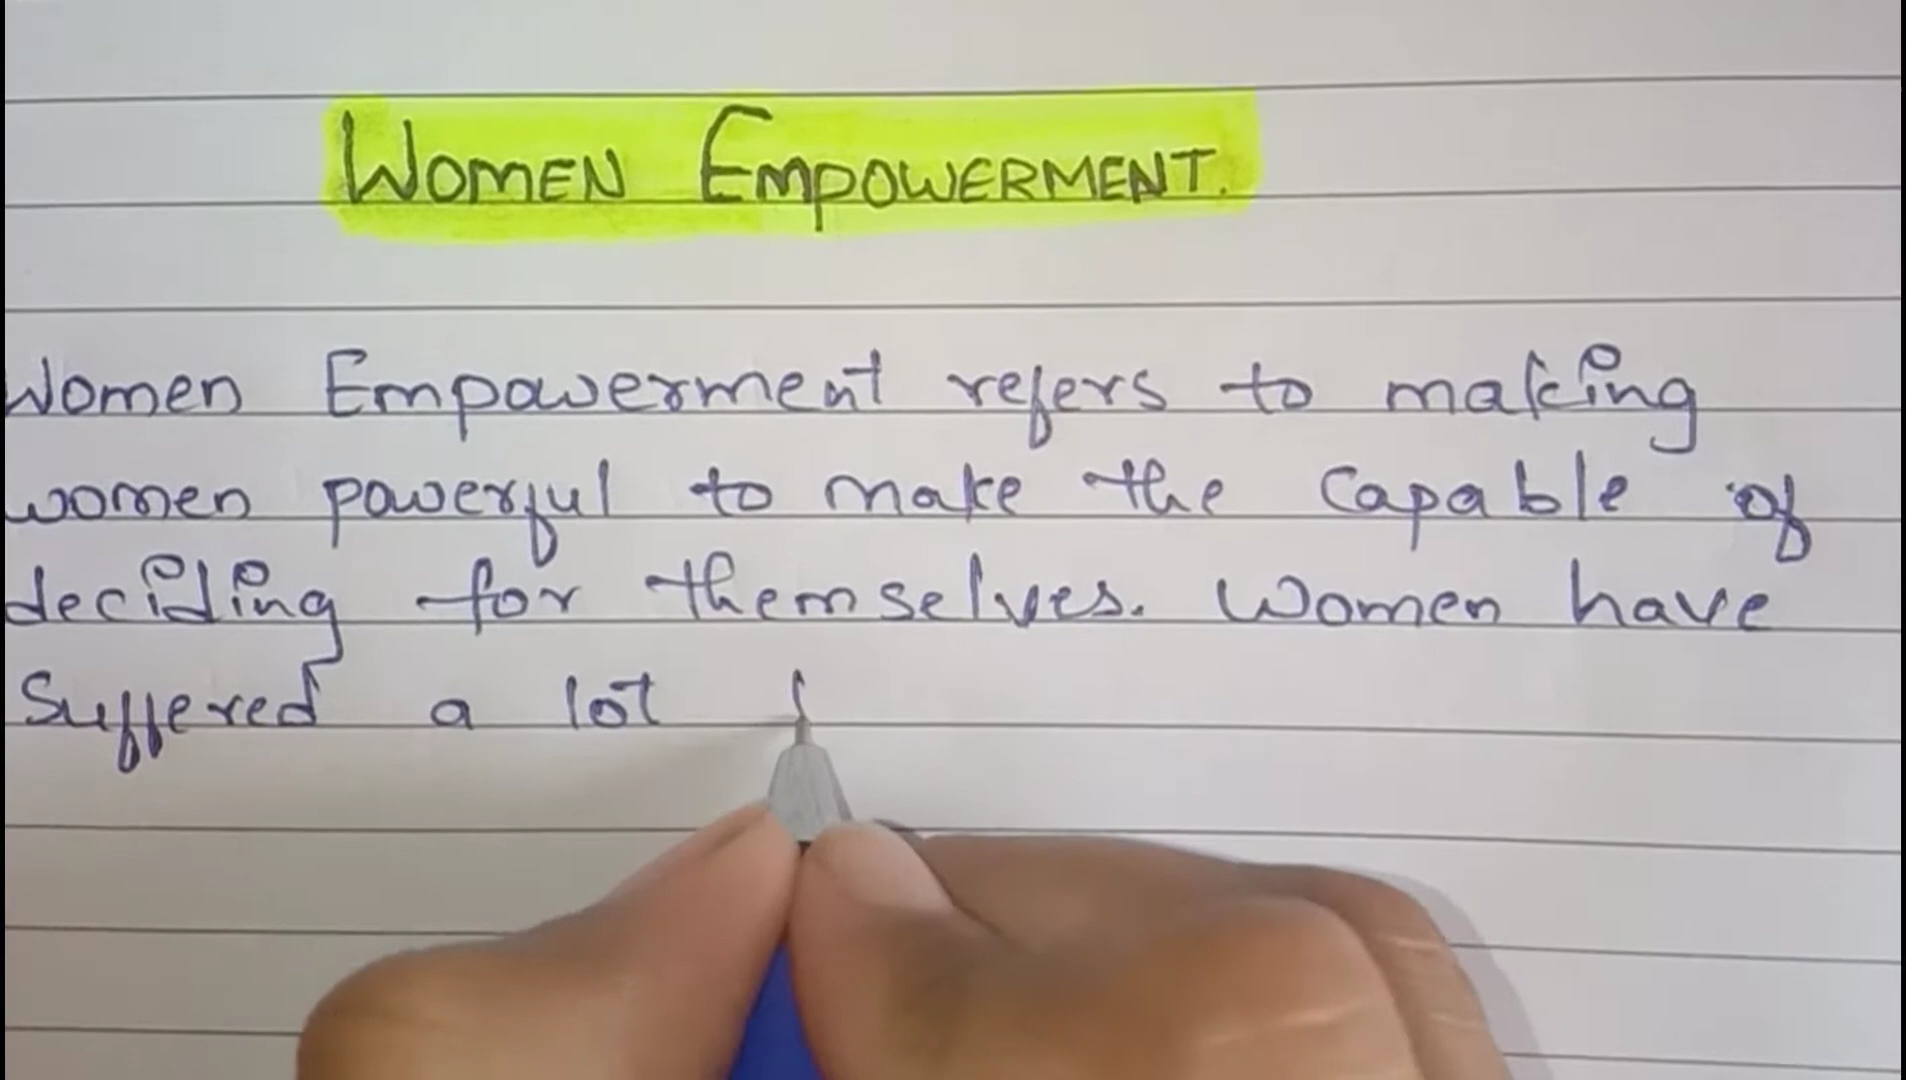 WOMEN EMPOWERMENT.
Women Empowerment refers to making
women powerful to make the capable of
deciding for themselves. Women have
Suffered a lot